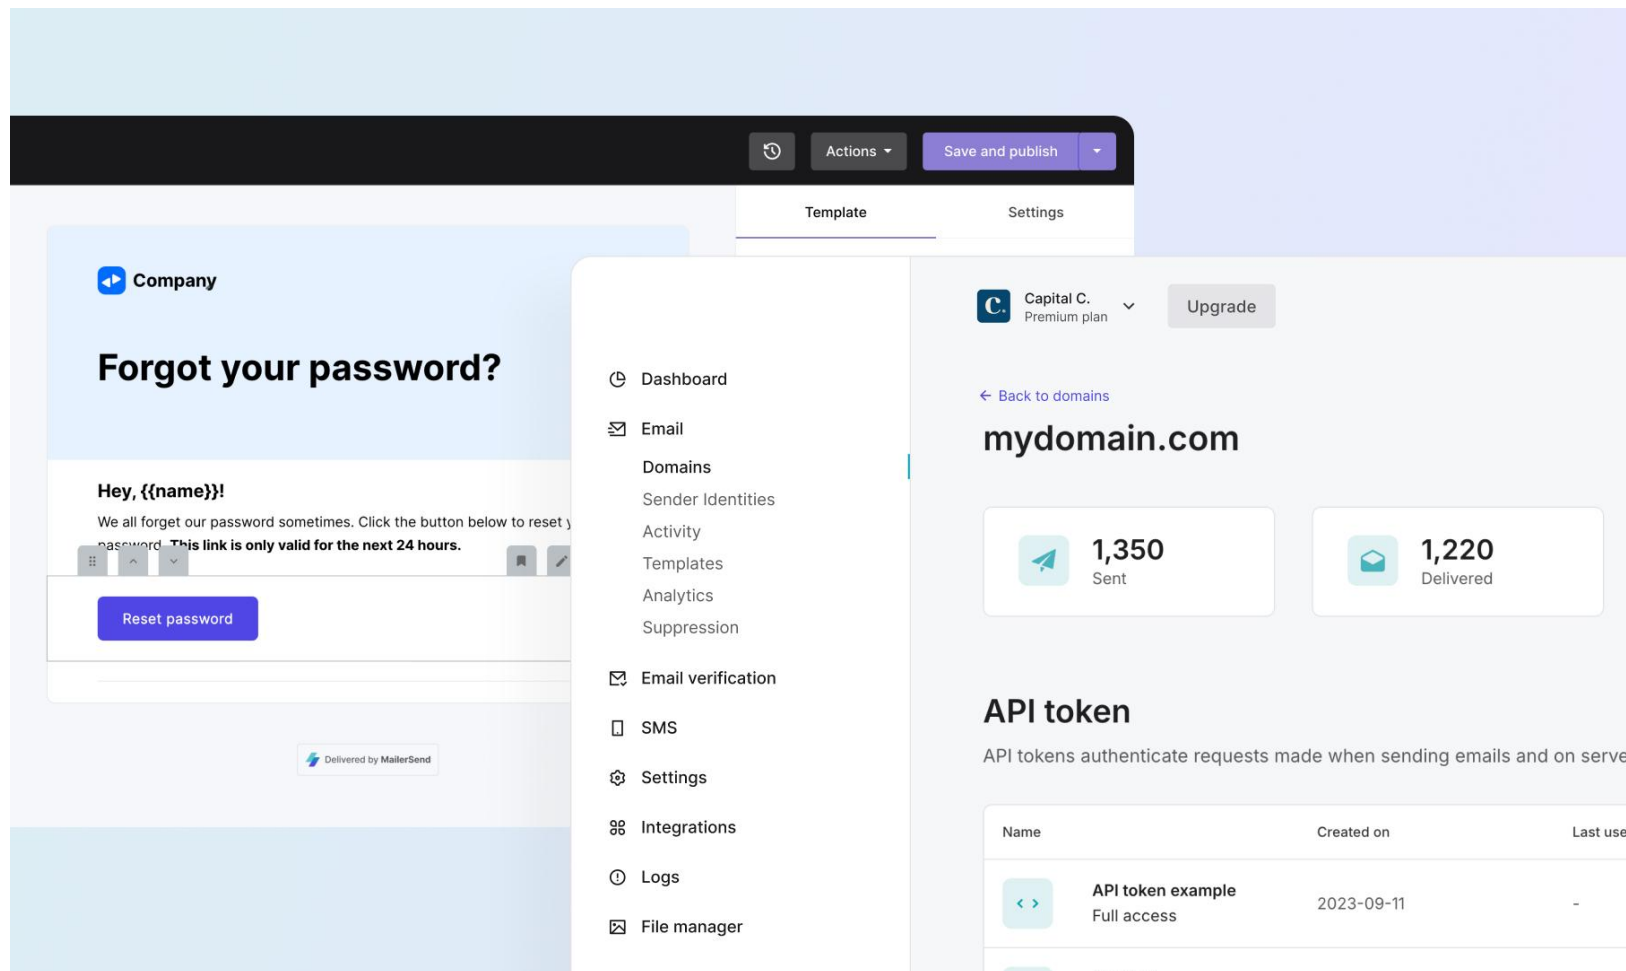 Actions
Save and publish
Template
Settings
Company
Forgot your password?
Hey, {{name}}!
We all forget our password sometimes. Click the button below to reset
password. This link is only valid for the next 24 hours.
Reset password
Delivered by MailerSend
Dashboard
Email
Domains
Sender Identities
Activity
Templates
Analytics
Suppression
Email verification
SMS
Settings
Integrations
Logs
File manager
C.
Capital C.
Premium plan
Upgrade
← Back to domains
mydomain.com
1,350
Sent
1,220
Delivered
API token
API tokens authenticate requests made when sending emails and on serve
Name
Created on
Last use
API token example
Full access
2023-09-11
-